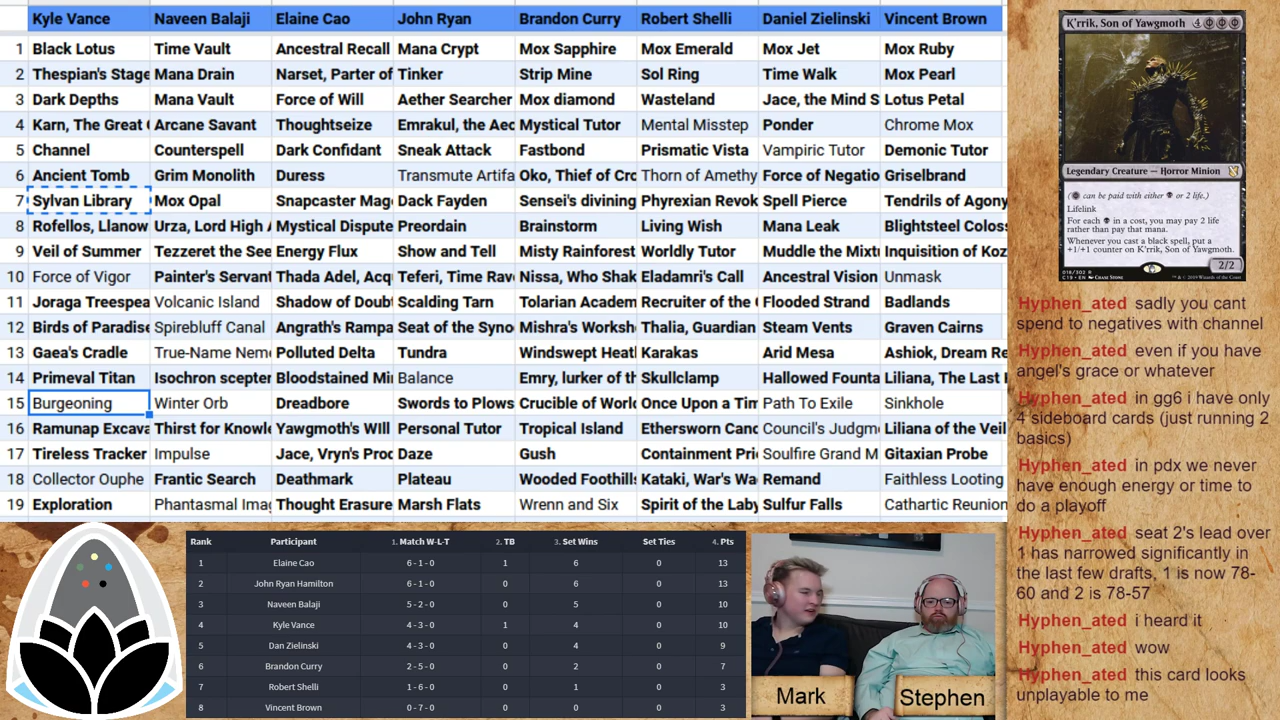 Kyle Vance Naveen Balaji Elaine Cao John Ryan Brandon Curry Robert Shelli Daniel Zielinski Vincent Brown
1 Black Lotus Time Vault Ancestral Recall Mana Crypt Mox Sapphire Mox Emerald Mox Jet Mox Ruby
2 Thespian's Stage Mana Drain Narset, Parter of Tinker Strip Mine Sol Ring Time Walk Mox Pearl
3 Dark Depths Mana Vault Force of Will Aether Searcher Mox diamond Wasteland Jace, the Mind S Lotus Petal
4 Karn, The Great Arcane Savant Thoughtseize Emrakul, the Aeo Mystical Tutor Mental Misstep Ponder Chrome Mox
5 Channel Counterspell Dark Confidant Sneak Attack Fastbond Prismatic Vista Vampiric Tutor Demonic Tutor
6 Ancient Tomb Grim Monolith Duress Transmute Artifa Oko, Thief of Cro Thorn of Amethy Force of Negatio Griselbrand
7 Sylvan Library Mox Opal Snapcaster Mag Dack Fayden Sensei's divining Phyrexian Revok Spell Pierce Tendrils of Agony
8 Rofellos, Llanow Urza, Lord High A Mystical Dispute Preordain Brainstorm Living Wish Mana Leak Blightsteel Colos
9 Veil of Summer Tezzeret the See Energy Flux Show and Tell Misty Rainforest Worldly Tutor Muddle the Mixtu Inquisition of Koz
10 Force of Vigor Painter's Servant Thada Adel, Acq Teferi, Time Rav Nissa, Who Shak Eladamri's Call Ancestral Vision Unmask
11 Joraga Treespea Volcanic Island Shadow of Doubt Scalding Tarn Tolarian Academ Recruiter of the Flooded Strand Badlands
12 Birds of Paradise Spirebluff Canal Angrath's Rampa Seat of the Syno Mishra's Worksh Thalia, Guardian Steam Vents Graven Cairns
13 Gaea's Cradle True-Name Nem Polluted Delta Tundra Windswept Heat Karakas Arid Mesa Ashiok, Dream Re
14 Primeval Titan Isochron scepter Bloodstained Mi Balance Emry, lurker of th Skullclamp Hallowed Founta Liliana, The Last
15 Burgeoning Winter Orb Dreadbore Swords to Plows Crucible of Worl Once Upon a Tim Path To Exile Sinkhole
16 Ramunap Excava Thirst for Knowle Yawgmoth's WIll Personal Tutor Tropical Island Ethersworn Cano Council's Judgm Liliana of the Veil
17 Tireless Tracker Impulse Jace, Vryn's Prod Daze Gush Containment Pri Soulfire Grand M Gitaxian Probe
18 Collector Ouphe Frantic Search Deathmark Plateau Wooded Foothills Kataki, War's Wa Remand Faithless Looting
19 Exploration Phantasmal Imag Thought Erasure Marsh Flats Wrenn and Six Spirit of the Laby Sulfur Falls Cathartic Reunion
K'rrik, Son of Yawgmoth 4
Legendary Creature — Horror Minion
( can be paid with either or 2 life.)
Lifelink
For each in a cost, you may pay 2 life
rather than pay that mana.
Whenever you cast a black spell, put a
+1/+1 counter on K'rrik, Son of Yawgmoth.
2/2
Hyphen_ated sadly you cant
spend to negatives with channel
Hyphen_ated even if you have
angel's grace or whatever
Hyphen_ated in gg6 i have only
4 sideboard cards (just running 2
basics)
Hyphen_ated in pdx we never
have enough energy or time to
do a playoff
Hyphen_ated seat 2's lead over
1 has narrowed significantly in
the last few drafts, 1 is now 78-
60 and 2 is 78-57
Hyphen_ated i heard it
Hyphen_ated wow
Hyphen_ated this card looks
unplayable to me
Rank Participant 1. Match W-L-T 2. TB 3. Set Wins Set Ties 4. Pts
1 Elaine Cao 6 - 1 - 0 1 6 0 13
2 John Ryan Hamilton 6 - 1 - 0 0 6 0 13
3 Naveen Balaji 5 - 2 - 0 0 5 0 10
4 Kyle Vance 4 - 3 - 0 1 4 0 10
5 Dan Zielinski 4 - 3 - 0 0 4 0 9
6 Brandon Curry 2 - 5 - 0 0 2 0 7
7 Robert Shelli 1 - 6 - 0 0 1 0 3
8 Vincent Brown 0 - 7 - 0 0 0 0 3
Mark
Stephen